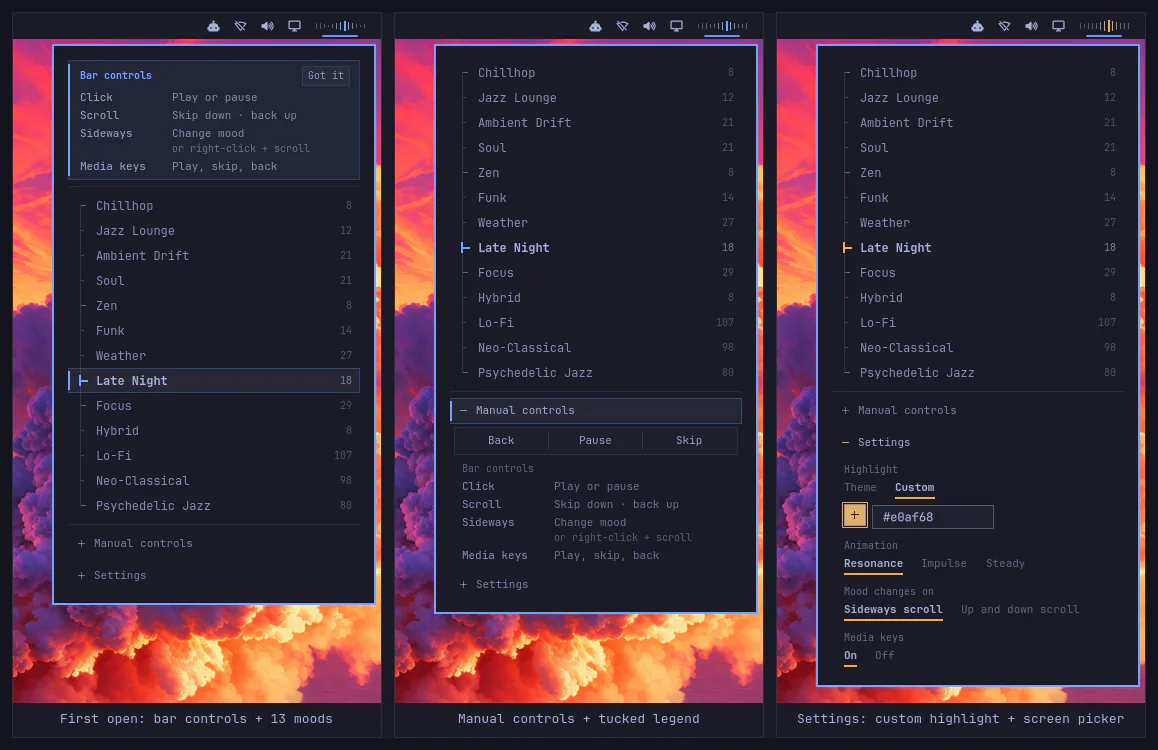 Bar controls Got it
Click Play or pause
Scroll Skip down · back up
Sideways Change mood
or right-click + scroll
Media keys Play, skip, back
Chillhop 8
Jazz Lounge 12
Ambient Drift 21
Soul 21
Zen 8
Funk 14
Weather 27
Late Night 18
Focus 29
Hybrid 8
Lo-Fi 107
Neo-Classical 98
Psychedelic Jazz 80
+ Manual controls
+ Settings
First open: bar controls + 13 moods
Chillhop 8
Jazz Lounge 12
Ambient Drift 21
Soul 21
Zen 8
Funk 14
Weather 27
Late Night 18
Focus 29
Hybrid 8
Lo-Fi 107
Neo-Classical 98
Psychedelic Jazz 80
− Manual controls
Back Pause Skip
Bar controls
Click Play or pause
Scroll Skip down · back up
Sideways Change mood
or right-click + scroll
Media keys Play, skip, back
+ Settings
Manual controls + tucked legend
Chillhop 8
Jazz Lounge 12
Ambient Drift 21
Soul 21
Zen 8
Funk 14
Weather 27
Late Night 18
Focus 29
Hybrid 8
Lo-Fi 107
Neo-Classical 98
Psychedelic Jazz 80
+ Manual controls
− Settings
Highlight
Theme Custom
+ #e0af68
Animation
Resonance Impulse Steady
Mood changes on
Sideways scroll Up and down scroll
Media keys
On Off
Settings: custom highlight + screen picker